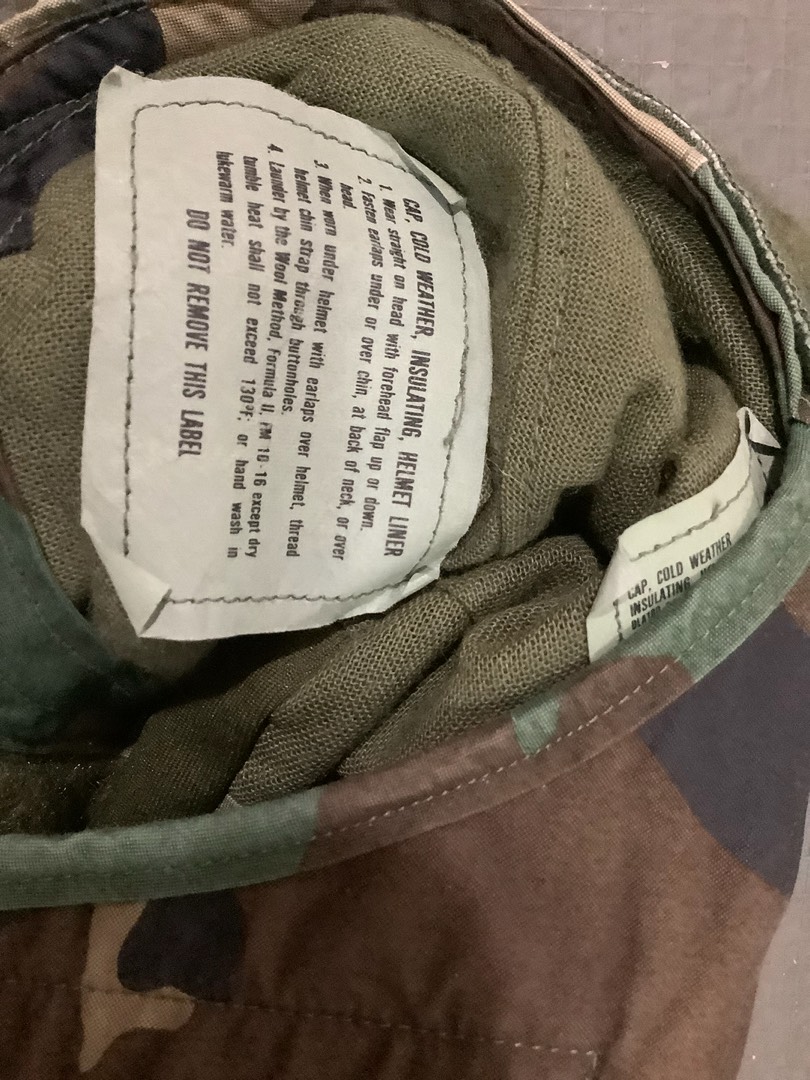 CAP, COLD WEATHER, INSULATING, HELMET LINER
1. Wear straight on head with forehead flap up or down.
2. Fasten earlaps under or over chin, at back of neck, or over
head.
3. When worn under helmet with earlaps over helmet, thread
helmet chin strap through buttonholes.
4. Launder by the Wool Method, Formula II, FM 10-16 except dry
tumble heat shall not exceed 130°F; or hand wash in
lukewarm water.
DO NOT REMOVE THIS LABEL
CAP, COLD WEATHER
INSULATING,